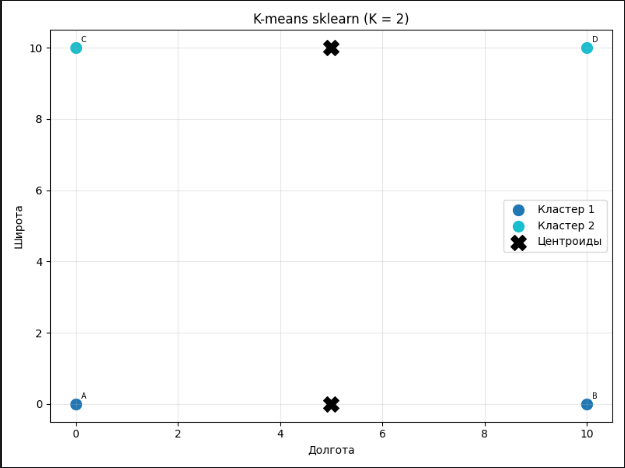 K-means sklearn (K = 2)
C
D
10
8
6
4
2
0
Широта
Кластер 1
Кластер 2
Центроиды
A
B
0
2
4
6
8
10
Долгота